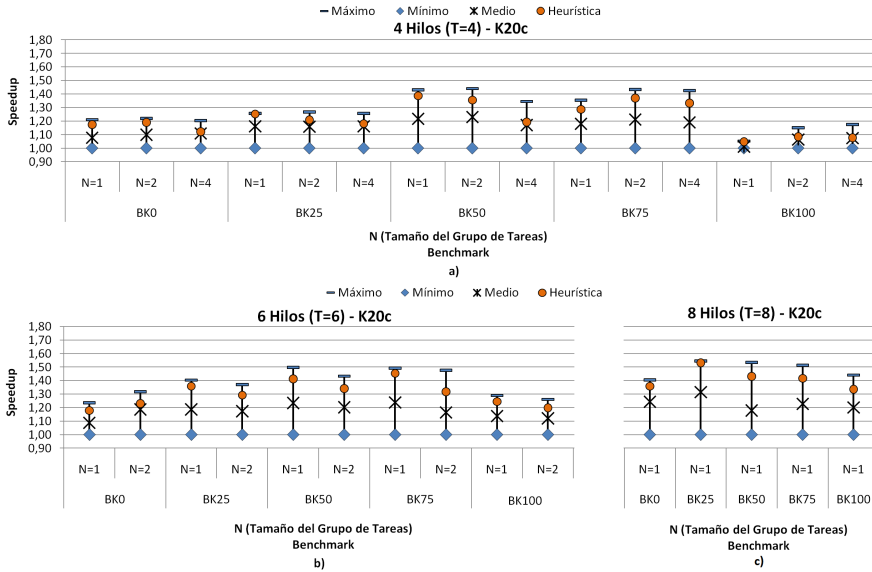 Máximo Mínimo Medio Heurística
4 Hilos (T=4) - K20c
Speedup
1,80
1,70
1,60
1,50
1,40
1,30
1,20
1,10
1,00
0,90
N=1 N=2 N=4 N=1 N=2 N=4 N=1 N=2 N=4 N=1 N=2 N=4 N=1 N=2 N=4
BK0 BK25 BK50 BK75 BK100
N (Tamaño del Grupo de Tareas)
Benchmark
a)
Máximo Mínimo Medio Heurística
6 Hilos (T=6) - K20c
Speedup
1,80
1,70
1,60
1,50
1,40
1,30
1,20
1,10
1,00
0,90
N=1 N=2 N=1 N=2 N=1 N=2 N=1 N=2 N=1 N=2
BK0 BK25 BK50 BK75 BK100
N (Tamaño del Grupo de Tareas)
Benchmark
b)
8 Hilos (T=8) - K20c
N=1 N=1 N=1 N=1 N=1
BK0 BK25 BK50 BK75 BK100
N (Tamaño del Grupo de Tareas)
Benchmark
c)